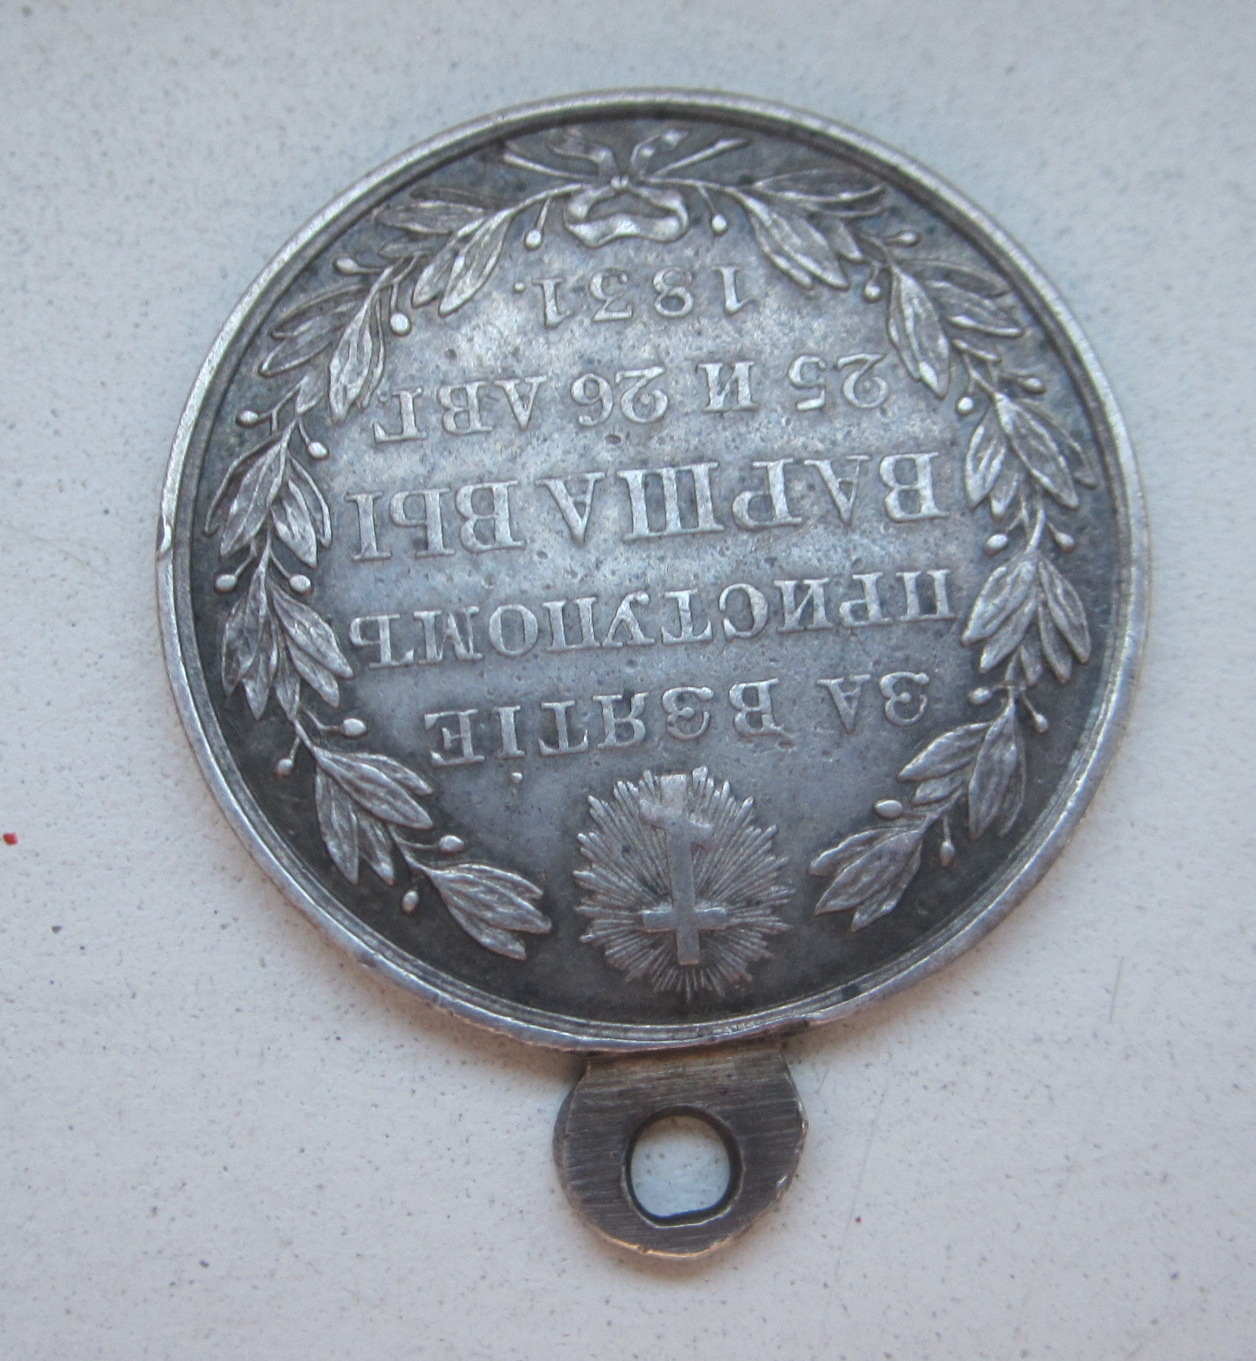 ЗА ВЗЯТІЕ
ПРИСТУПОМЪ
ВАРШАВЫ
25 И 26 АВГ.
1831.